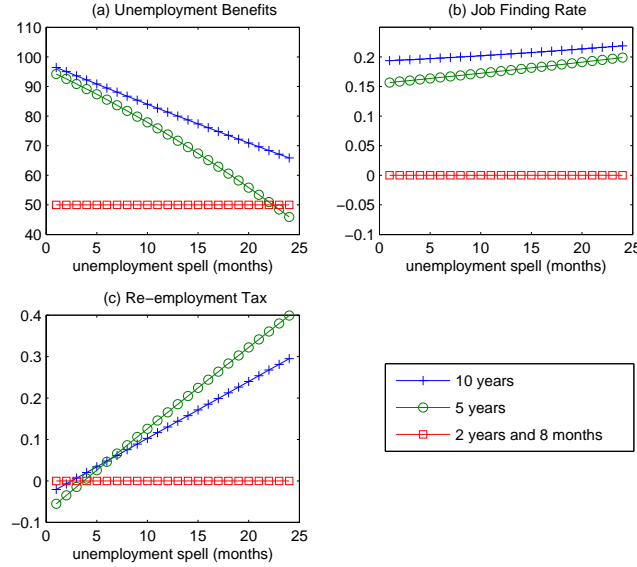 (a) Unemployment Benefits
110
100
90
80
70
60
50
40
0 5 10 15 20 25
unemployment spell (months)
(b) Job Finding Rate
0.2
0.15
0.1
0.05
0
−0.05
−0.1
0 5 10 15 20 25
unemployment spell (months)
(c) Re−employment Tax
0.4
0.3
0.2
0.1
0
−0.1
0 5 10 15 20 25
unemployment spell (months)
10 years
5 years
2 years and 8 months